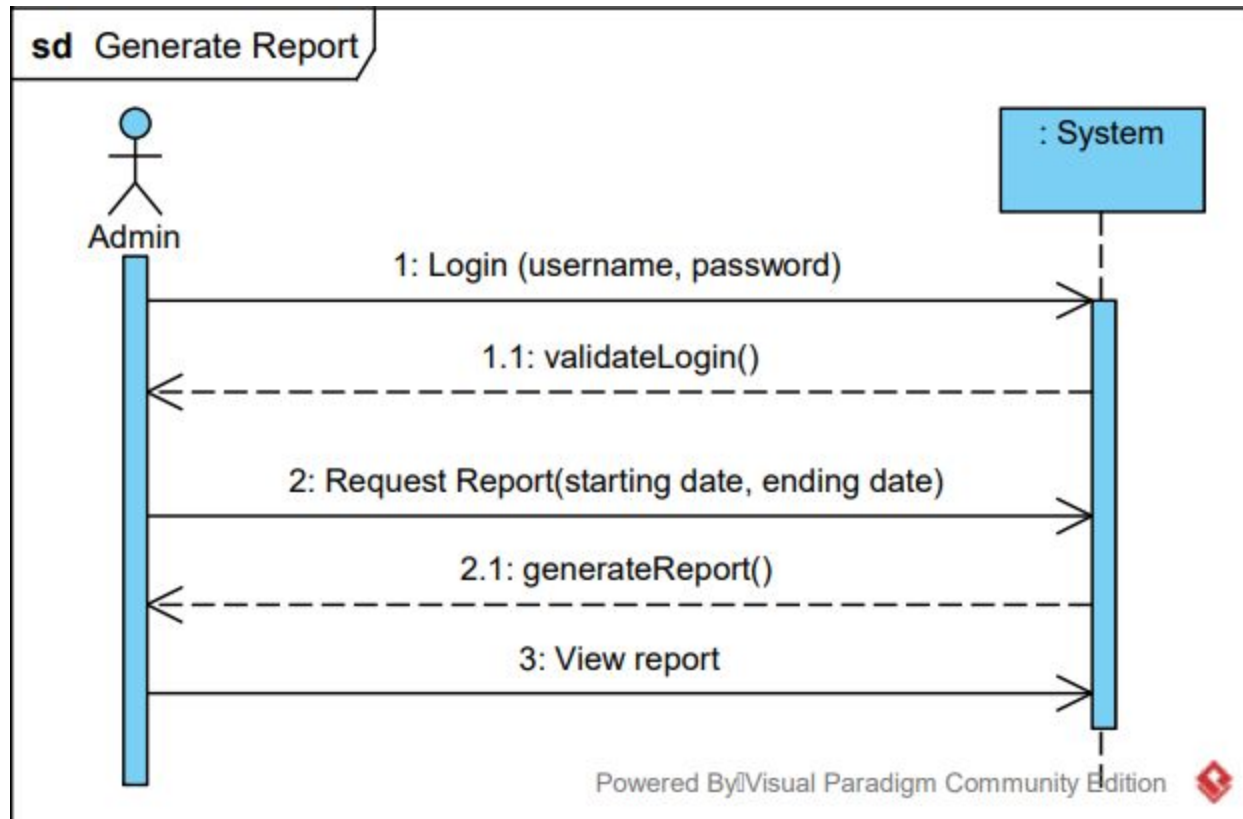 sd Generate Report
: System
Admin
1: Login (username, password)
1.1: validateLogin()
2: Request Report(starting date, ending date)
2.1: generateReport()
3: View report
Powered By Visual Paradigm Community Edition